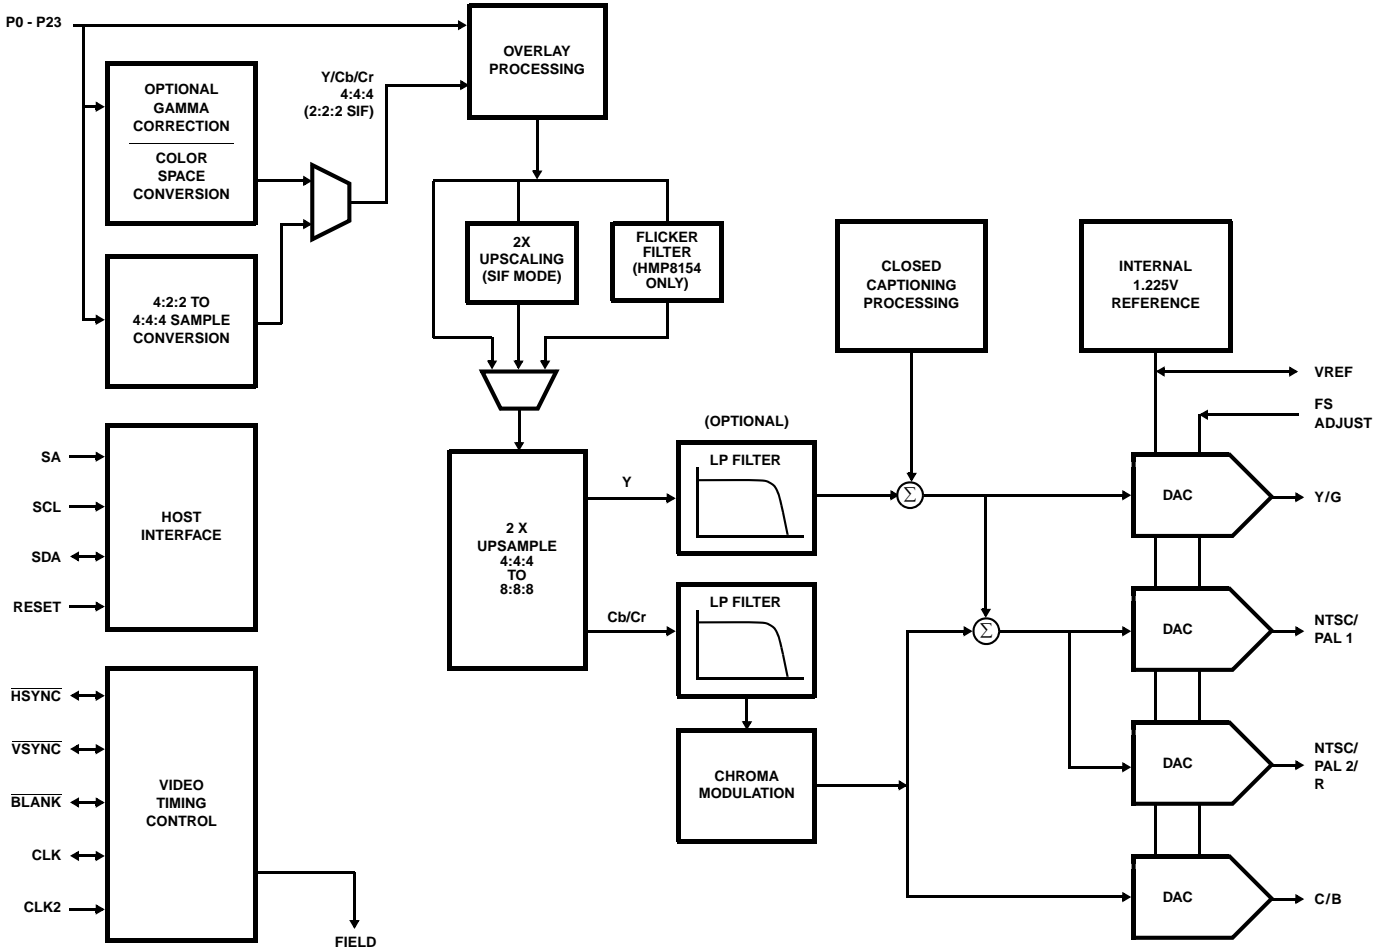 P0 - P23
OPTIONAL
GAMMA
CORRECTION
COLOR
SPACE
CONVERSION
Y/Cb/Cr
4:4:4
(2:2:2 SIF)
OVERLAY
PROCESSING
4:2:2 TO
4:4:4 SAMPLE
CONVERSION
2X
UPSCALING
(SIF MODE)
FLICKER
FILTER
(HMP8154
ONLY)
CLOSED
CAPTIONING
PROCESSING
INTERNAL
1.225V
REFERENCE
VREF
FS
ADJUST
SA
SCL
SDA
RESET
HOST
INTERFACE
2 X
UPSAMPLE
4:4:4
TO
8:8:8
Y
Cb/Cr
(OPTIONAL)
LP FILTER
LP FILTER
Σ
Σ
CHROMA
MODULATION
DAC
Y/G
DAC
NTSC/
PAL 1
DAC
NTSC/
PAL 2/
R
DAC
C/B
HSYNC
VSYNC
BLANK
CLK
CLK2
VIDEO
TIMING
CONTROL
FIELD